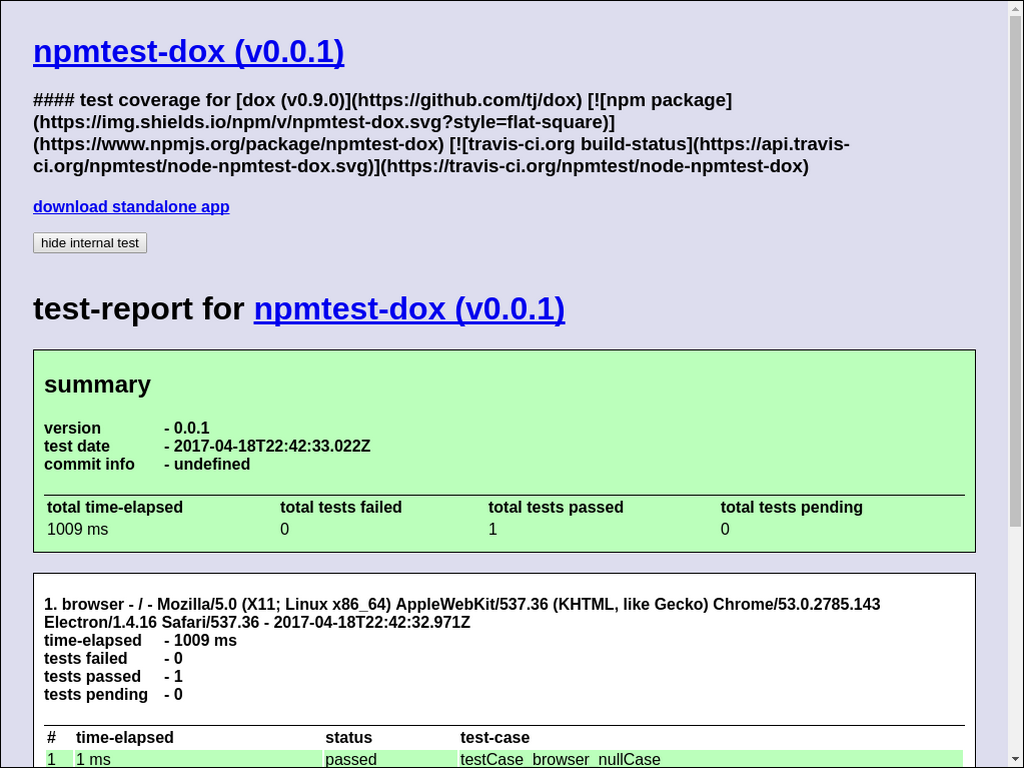 npmtest-dox (v0.0.1)
#### test coverage for [dox (v0.9.0)](https://github.com/tj/dox) [![npm package]
(https://img.shields.io/npm/v/npmtest-dox.svg?style=flat-square)]
(https://www.npmjs.org/package/npmtest-dox) [![travis-ci.org build-status](https://api.travis-
ci.org/npmtest/node-npmtest-dox.svg)](https://travis-ci.org/npmtest/node-npmtest-dox)
download standalone app
hide internal test
test-report for npmtest-dox (v0.0.1)
summary
version - 0.0.1
test date - 2017-04-18T22:42:33.022Z
commit info - undefined
total time-elapsed total tests failed total tests passed total tests pending
1009 ms 0 1 0
1. browser - / - Mozilla/5.0 (X11; Linux x86_64) AppleWebKit/537.36 (KHTML, like Gecko) Chrome/53.0.2785.143
Electron/1.4.16 Safari/537.36 - 2017-04-18T22:42:32.971Z
time-elapsed - 1009 ms
tests failed - 0
tests passed - 1
tests pending - 0
# time-elapsed status test-case
1 1 ms passed testCase_browser_nullCase